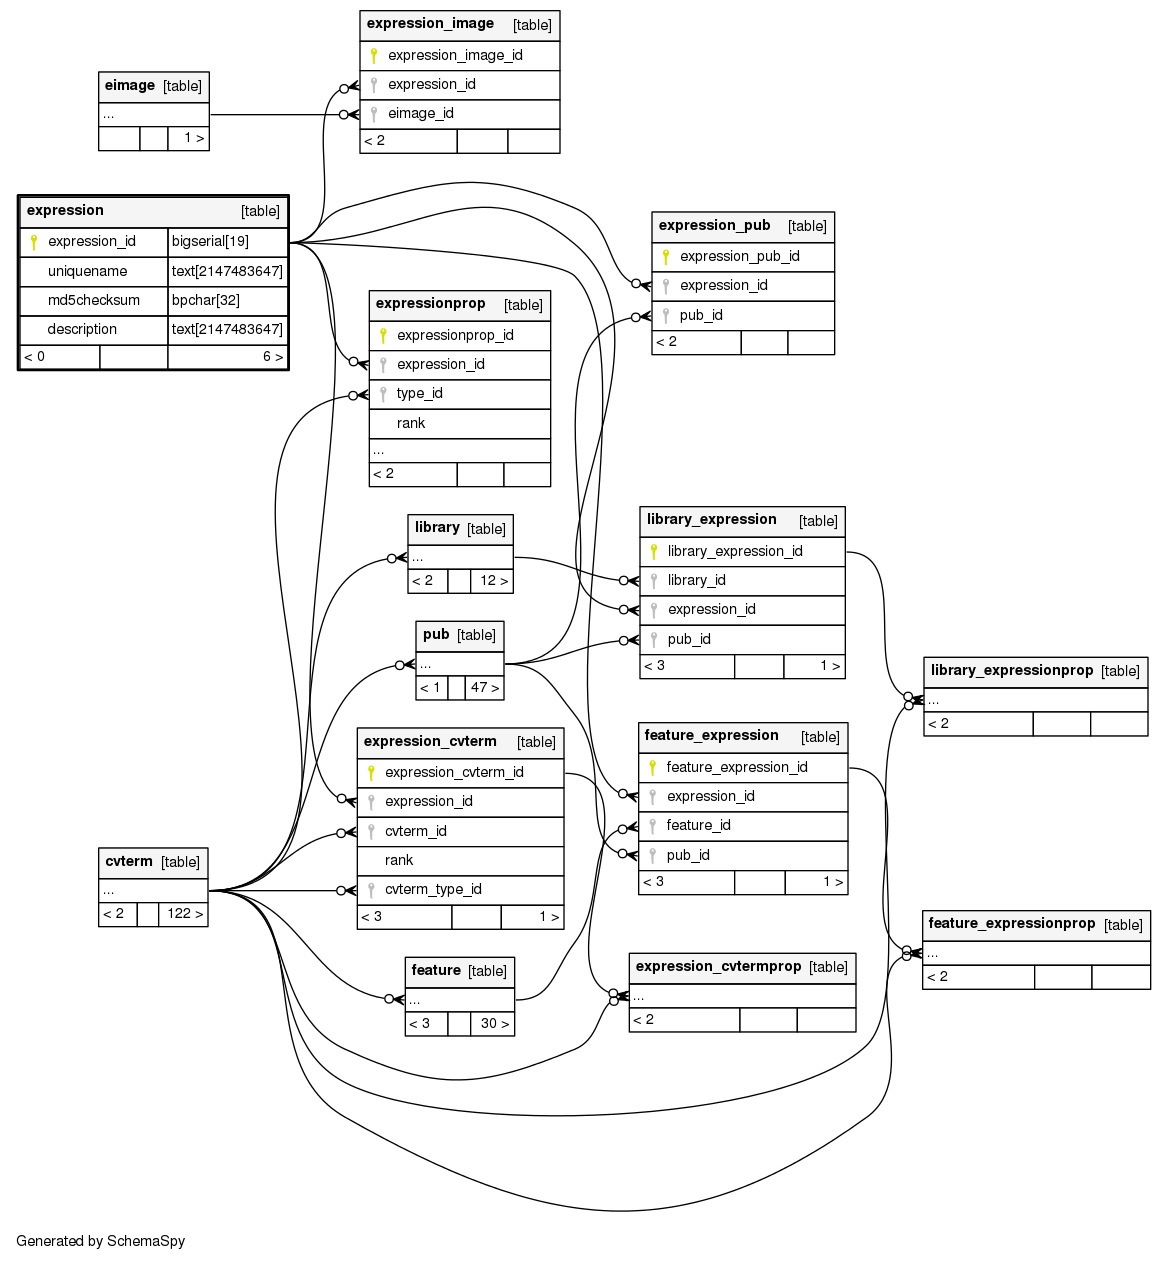 expression_image [table]
expression_image_id
expression_id
eimage_id
< 2
eimage [table]
...
1 >
expression [table]
expression_id bigserial[19]
uniquename text[2147483647]
md5checksum bpchar[32]
description text[2147483647]
< 0 6 >
expression_pub [table]
expression_pub_id
expression_id
pub_id
< 2
expressionprop [table]
expressionprop_id
expression_id
type_id
rank
...
< 2
library [table]
...
< 2 12 >
library_expression [table]
library_expression_id
library_id
expression_id
pub_id
< 3 1 >
pub [table]
...
< 1 47 >
library_expressionprop [table]
...
< 2
expression_cvterm [table]
expression_cvterm_id
expression_id
cvterm_id
rank
cvterm_type_id
< 3 1 >
feature_expression [table]
feature_expression_id
expression_id
feature_id
pub_id
< 3 1 >
cvterm [table]
...
< 2 122 >
feature_expressionprop [table]
...
< 2
feature [table]
...
< 3 30 >
expression_cvtermprop [table]
...
< 2
Generated by SchemaSpy